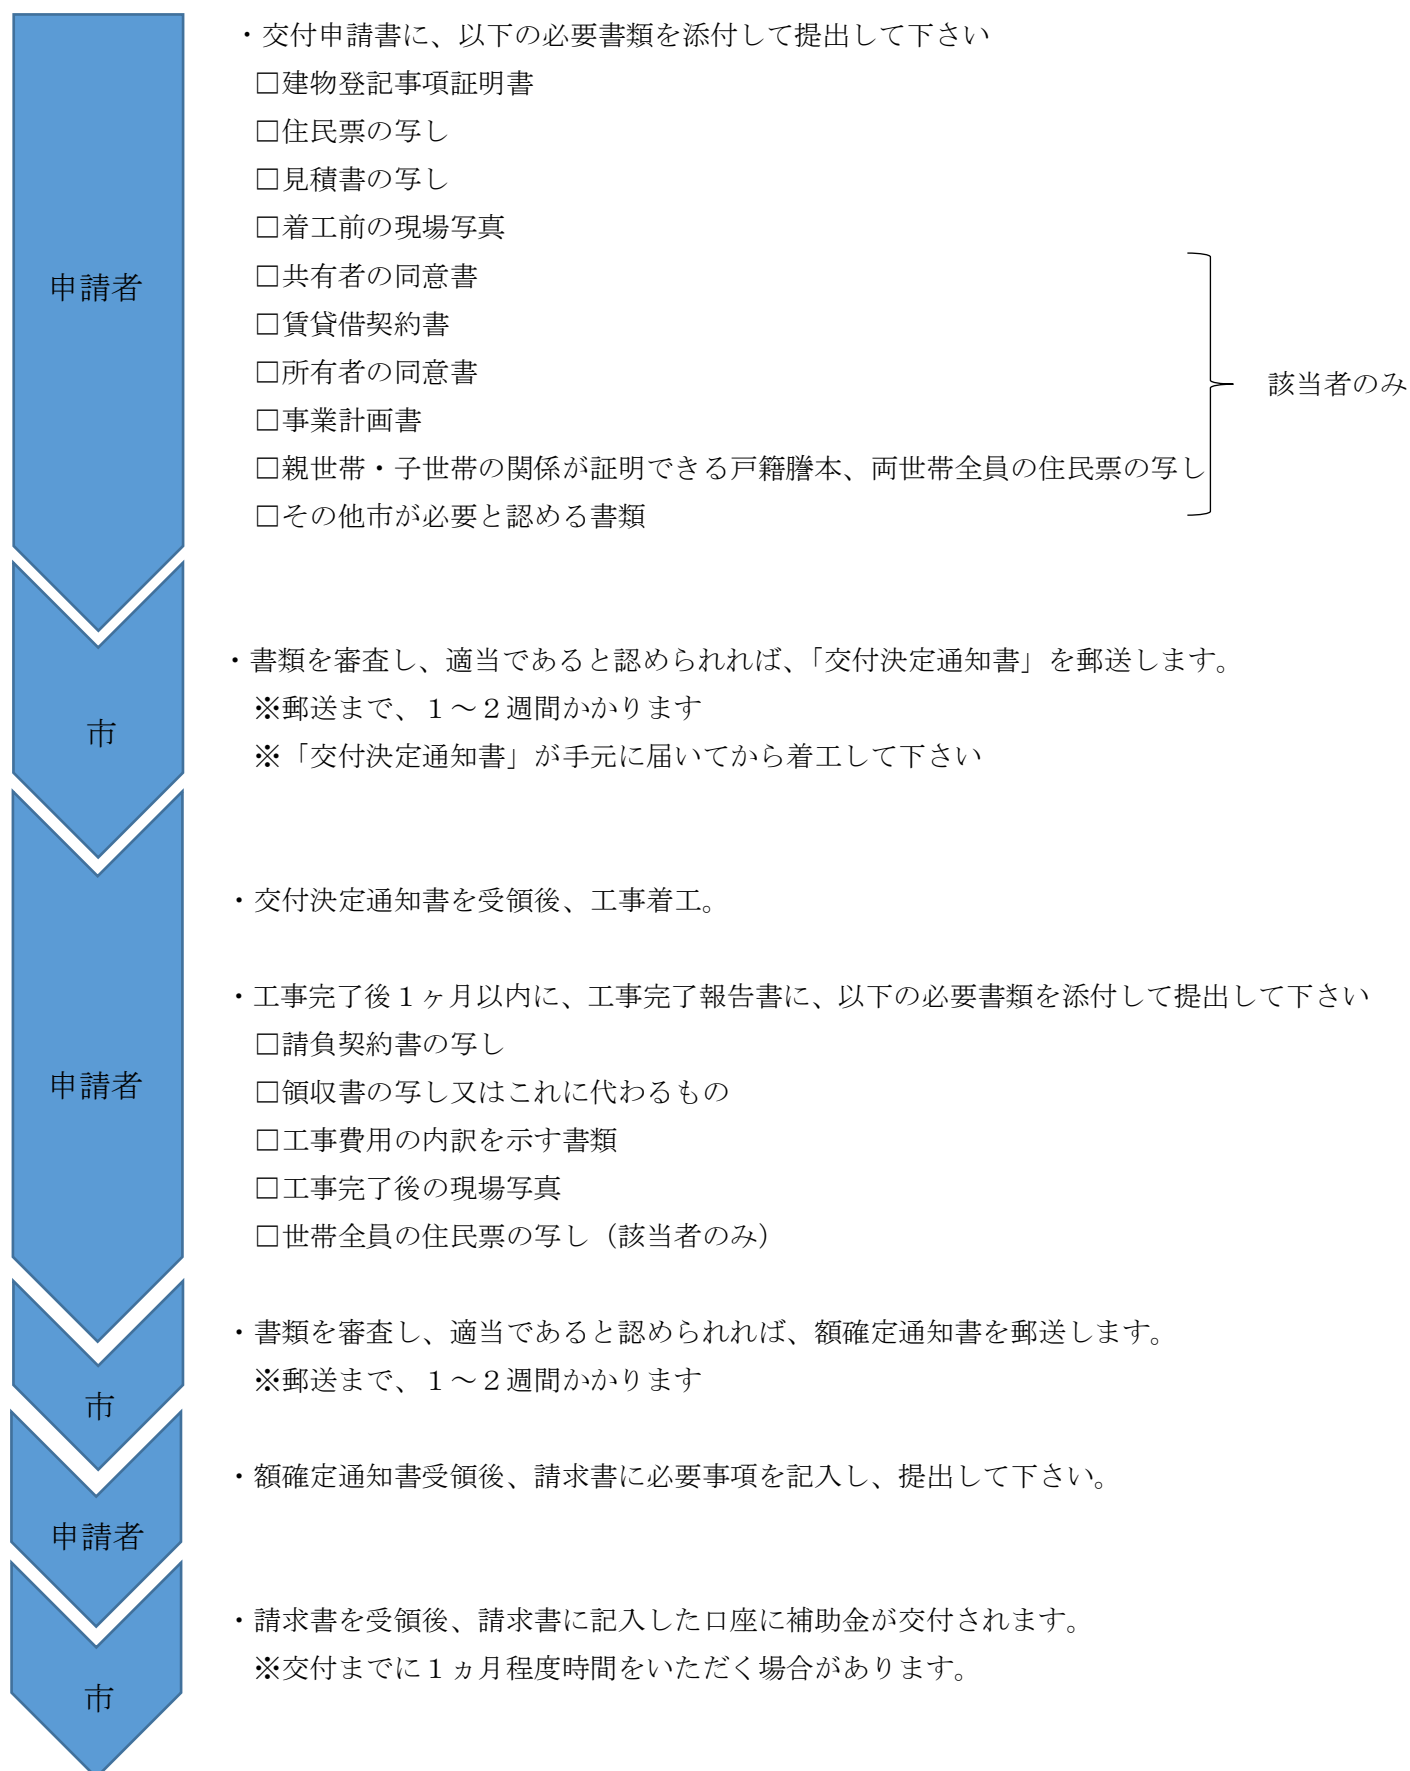 ・交付申請書に、以下の必要書類を添付して提出して下さい
□建物登記事項証明書
□住民票の写し
□見積書の写し
□着工前の現場写真
申請者
□共有者の同意書
□賃貸借契約書
□所有者の同意書
□事業計画書
□親世帯・子世帯の関係が証明できる戸籍謄本、両世帯全員の住民票の写し
□その他市が必要と認める書類
該当者のみ
市
・書類を審査し、適当であると認められれば、「交付決定通知書」を郵送します。
※郵送まで、１～２週間かかります
※「交付決定通知書」が手元に届いてから着工して下さい
申請者
・交付決定通知書を受領後、工事着工。
・工事完了後１ヶ月以内に、工事完了報告書に、以下の必要書類を添付して提出して下さい
□請負契約書の写し
□領収書の写し又はこれに代わるもの
□工事費用の内訳を示す書類
□工事完了後の現場写真
□世帯全員の住民票の写し（該当者のみ）
市
・書類を審査し、適当であると認められれば、額確定通知書を郵送します。
※郵送まで、１～２週間かかります
申請者
・額確定通知書受領後、請求書に必要事項を記入し、提出して下さい。
市
・請求書を受領後、請求書に記入した口座に補助金が交付されます。
※交付までに１ヵ月程度時間をいただく場合があります。